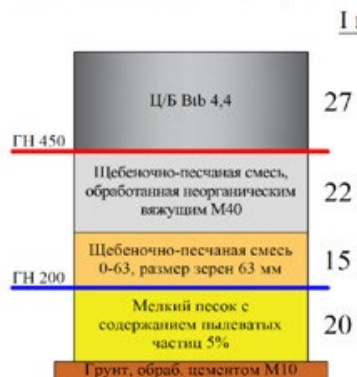 I
Ц/Б Btb 4,4
27
ГН 450
Щебеночно-песчаная смесь,
обработанная неорганическим
вяжущим М40
22
Щебеночно-песчаная смесь
0-63, размер зерен 63 мм
15
ГН 200
Мелкий песок с
содержанием пылеватых
частиц 5%
20
Грунт, обраб. цементом М10